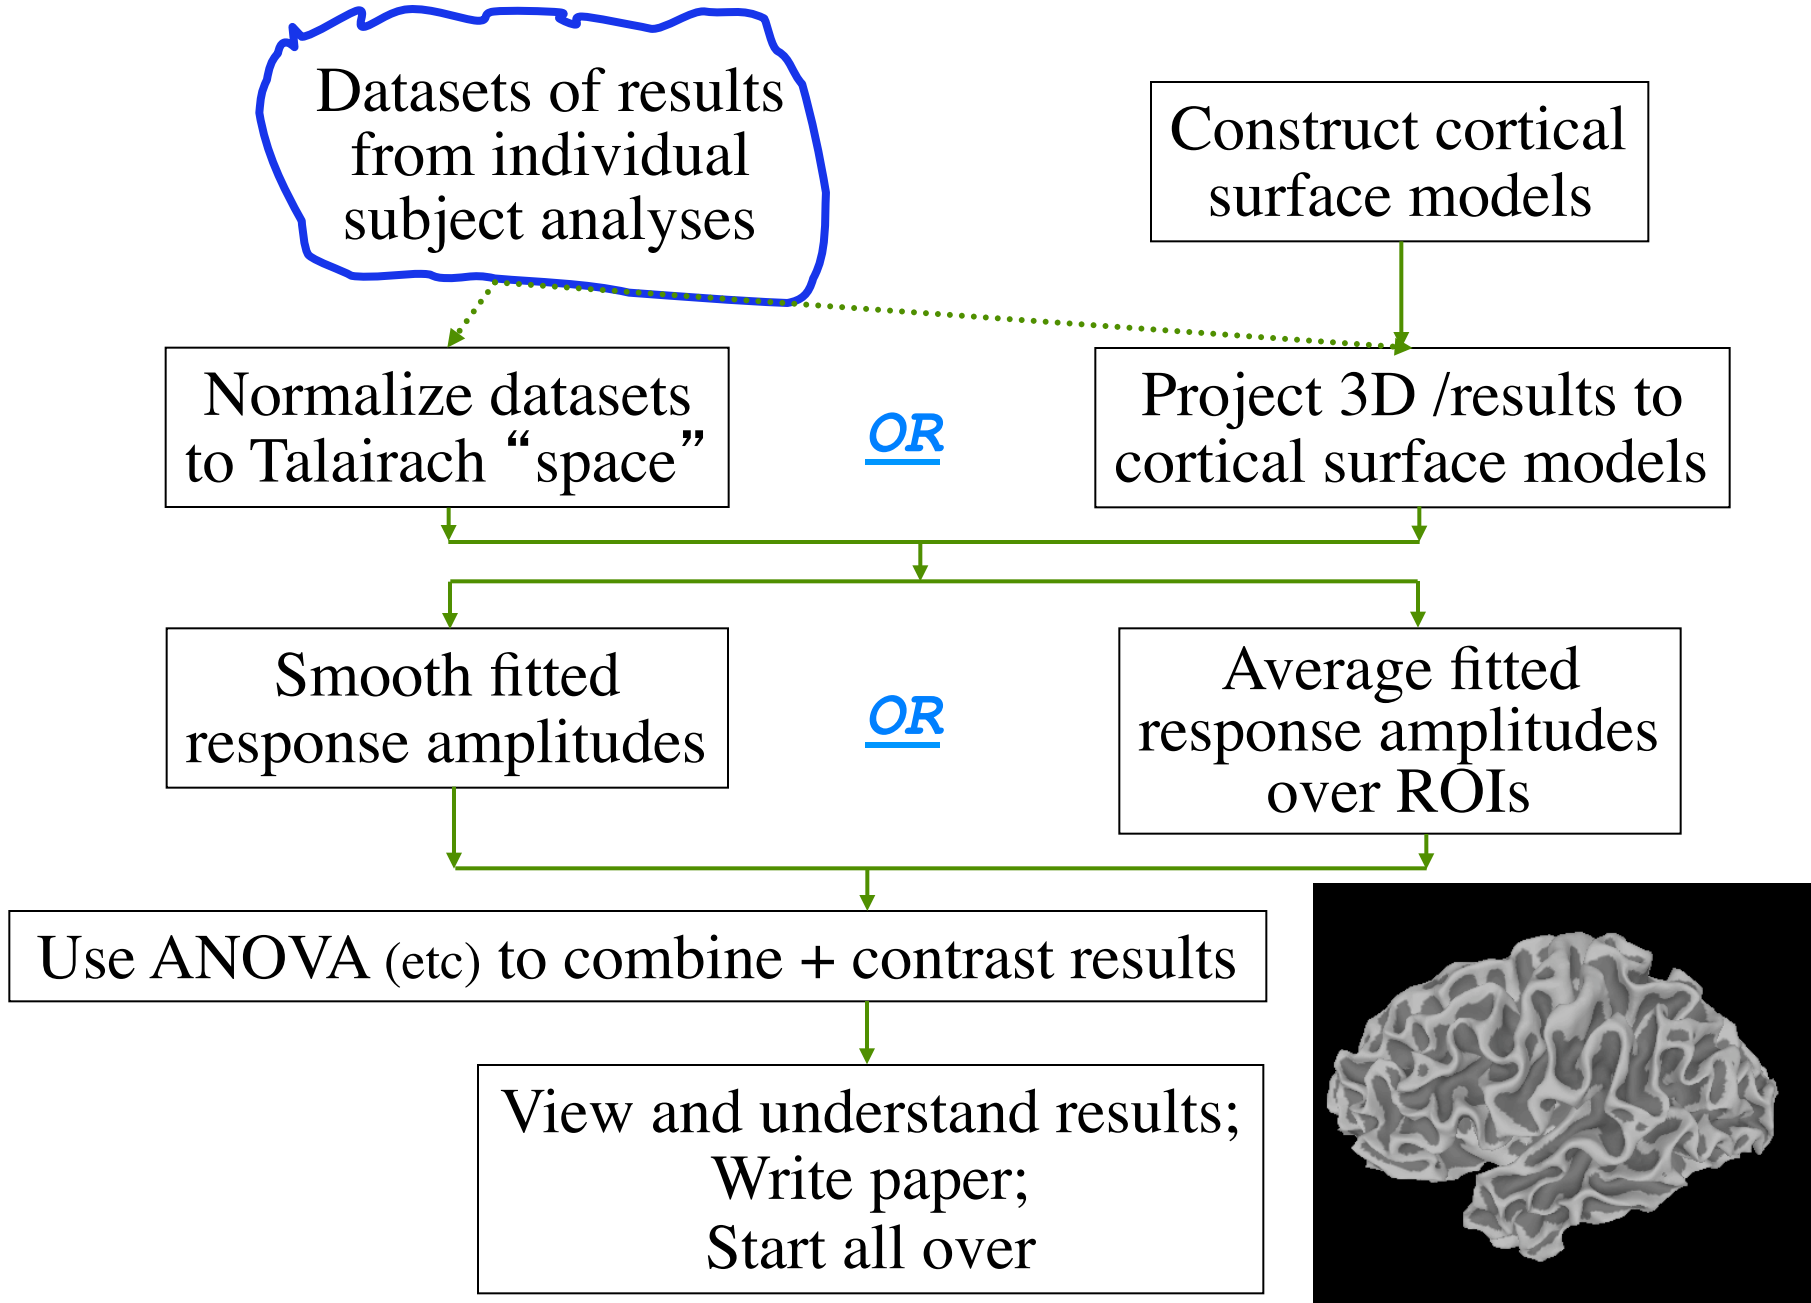 Datasets of results
from individual
subject analyses
Construct cortical
surface models
Normalize datasets
to Talairach “space”
OR
Project 3D /results to
cortical surface models
Smooth fitted
response amplitudes
OR
Average fitted
response amplitudes
over ROIs
Use ANOVA (etc) to combine + contrast results
View and understand results;
Write paper;
Start all over